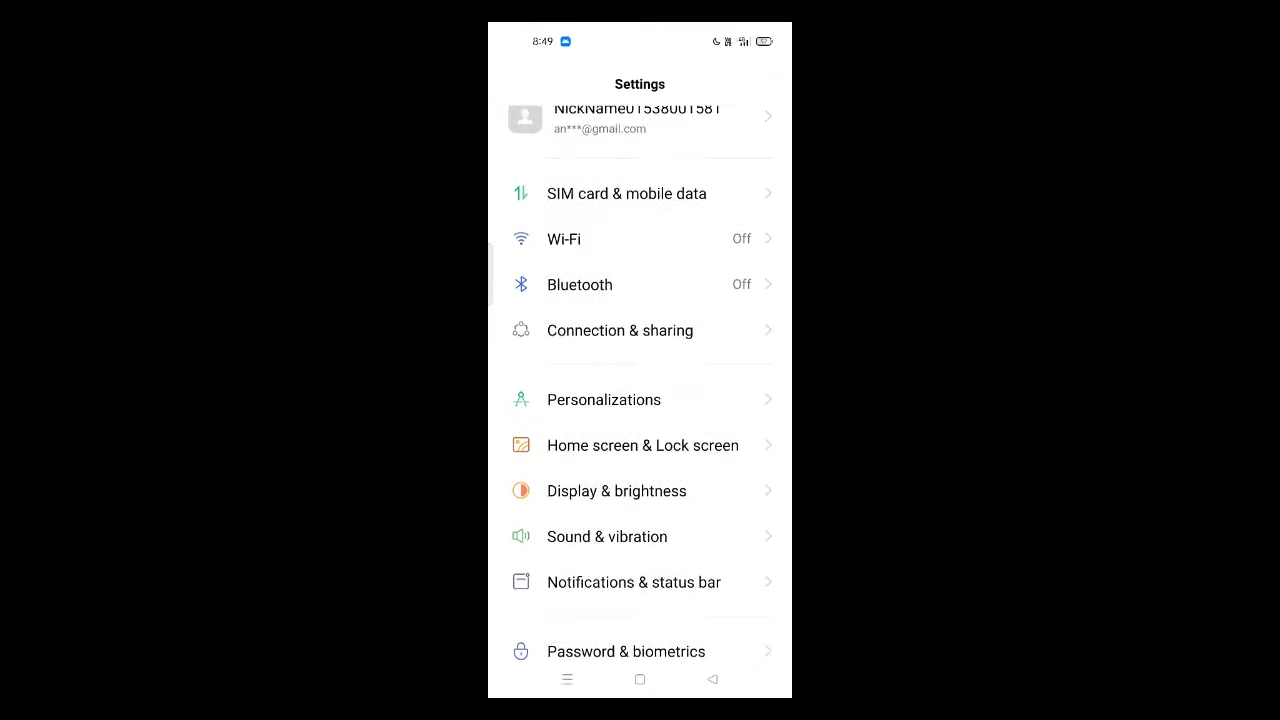 8:49
Settings
NickName01538001581
an***@gmail.com
SIM card & mobile data
Wi-Fi Off
Bluetooth Off
Connection & sharing
Personalizations
Home screen & Lock screen
Display & brightness
Sound & vibration
Notifications & status bar
Password & biometrics